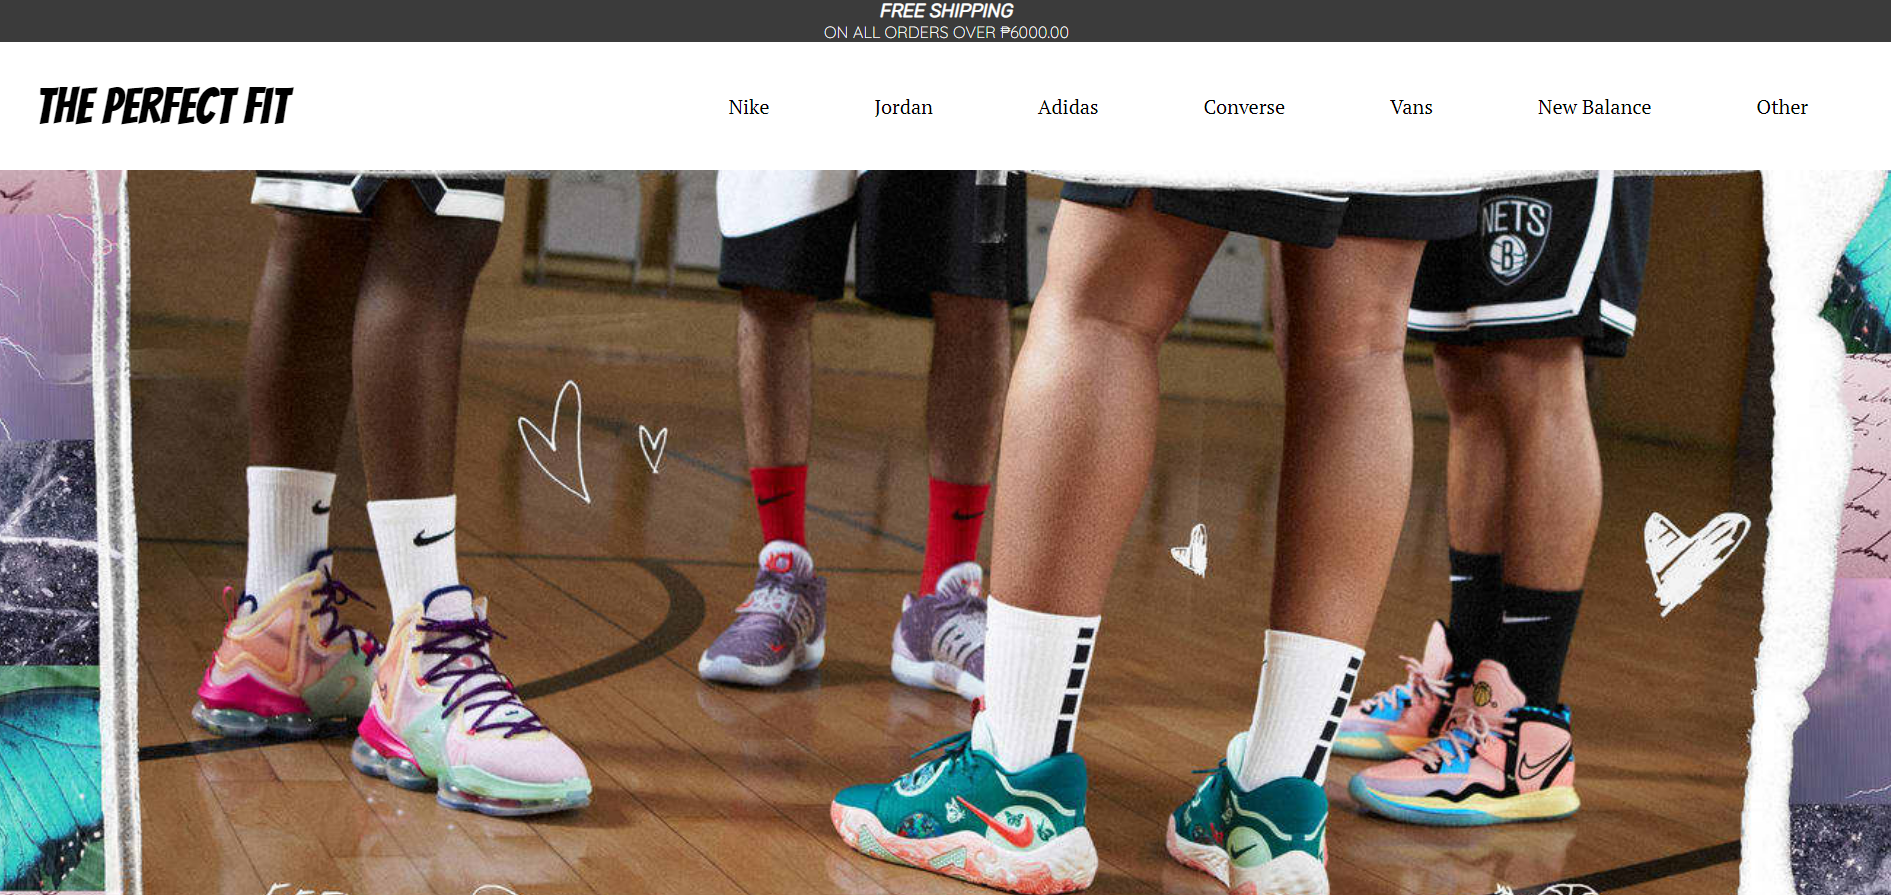 FREE SHIPPING
ON ALL ORDERS OVER ₱6000.00
THE PERFECT FIT
Nike
Jordan
Adidas
Converse
Vans
New Balance
Other
NETS
B